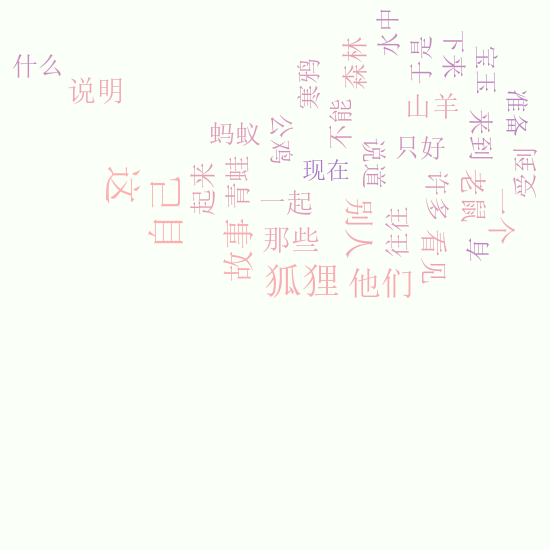 水中
什么
森林
于是
下来
宝玉
说明
寒鸦
不能
山羊
准备
蚂蚁
公鸡
只好
来到
受到
现在
说道
这
自己
起来
青蛙
一起
许多
老鼠
一个
故事
那些
别人
往往
看见
有
狐狸
他们